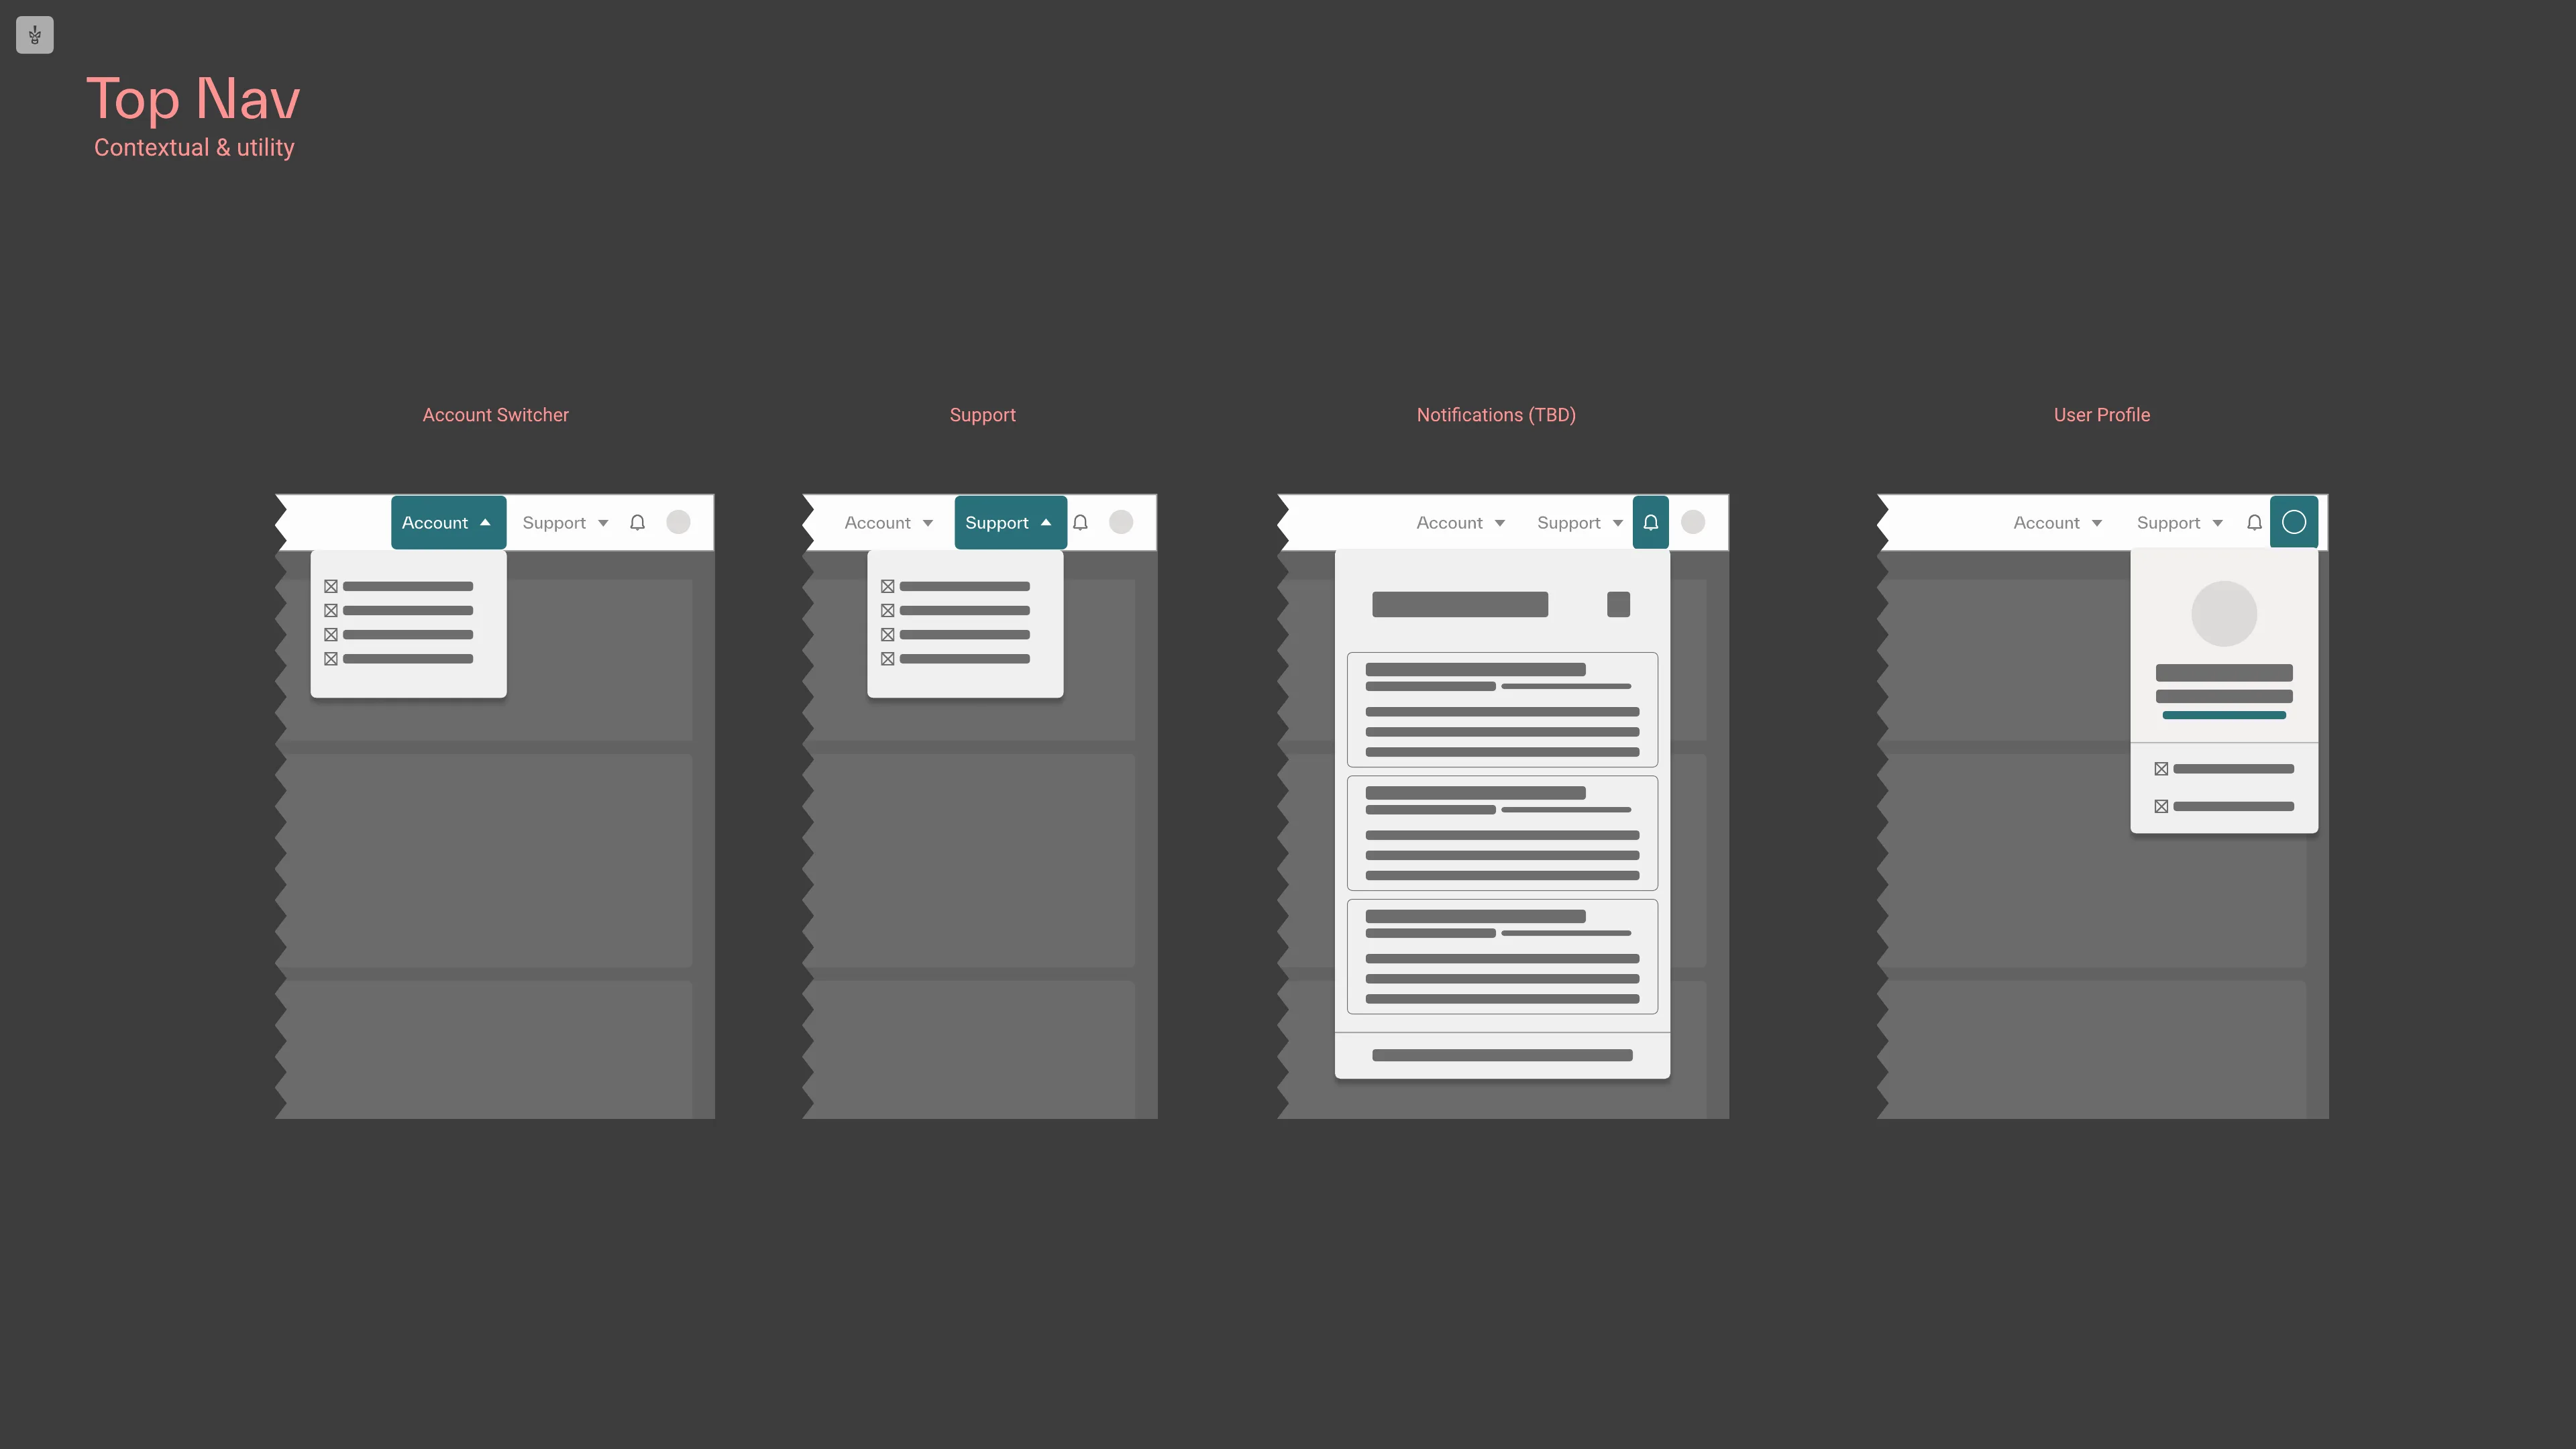 Top Nav
Contextual & utility
Account Switcher
Support
Notifications (TBD)
User Profile
Account Support
Account Support
Account Support
Account Support